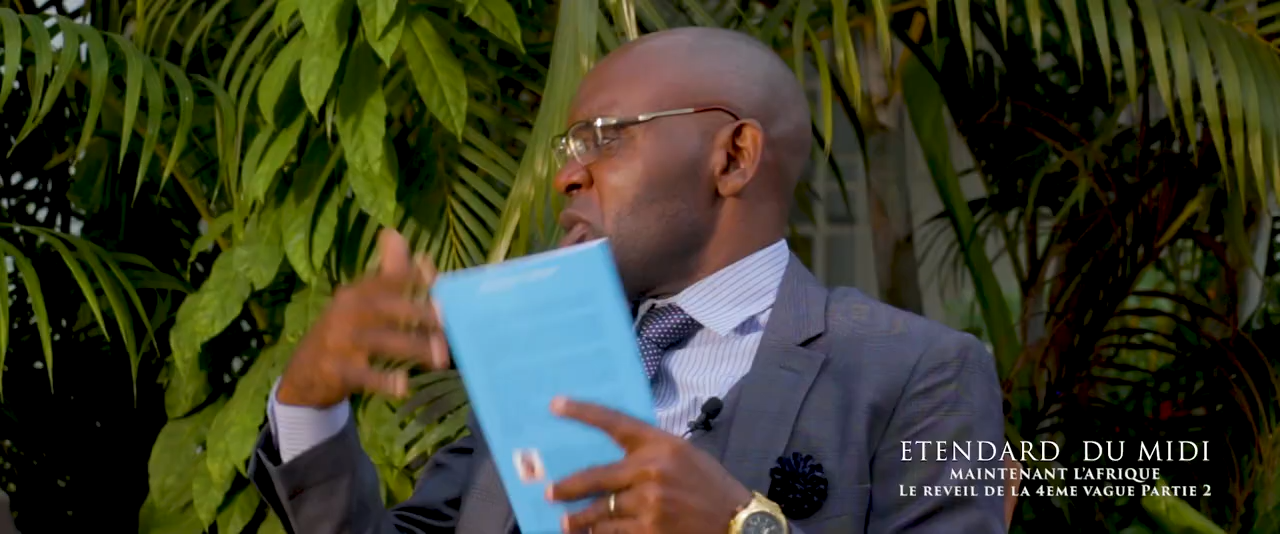 ETENDARD DU MIDI
MAINTENANT L'AFRIQUE
LE REVEIL DE LA 4EME VAGUE PARTIE 2